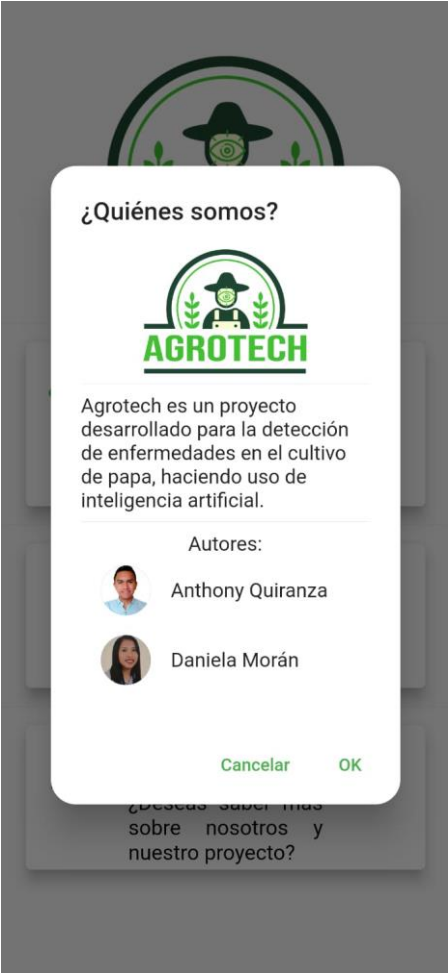 ¿Quiénes somos?
AGROTECH
Agrotech es un proyecto
desarrollado para la detección
de enfermedades en el cultivo
de papa, haciendo uso de
inteligencia artificial.
Autores:
Anthony Quiranza
Daniela Morán
Cancelar OK
¿Deseas saber más
sobre nosotros y
nuestro proyecto?